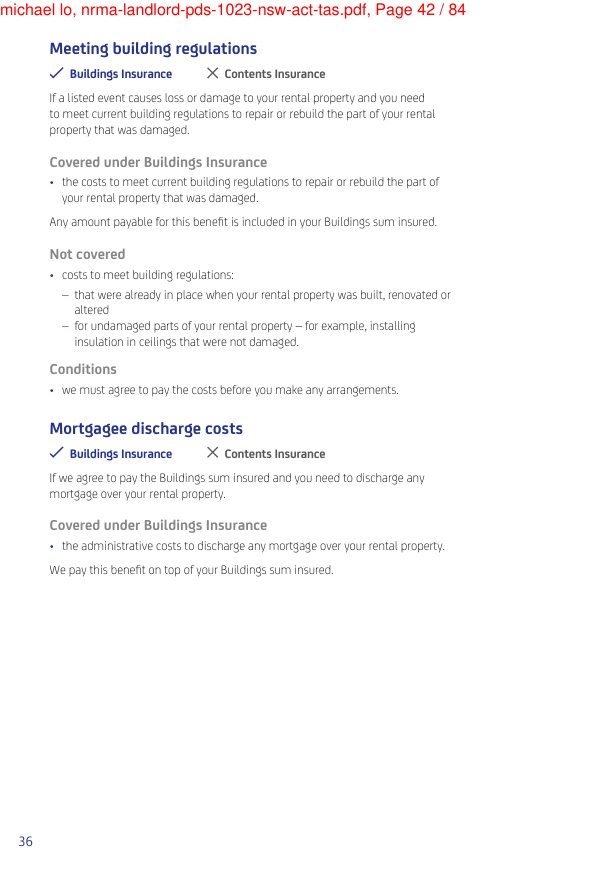 michael lo, nrma-landlord-pds-1023-nsw-act-tas.pdf, Page 42 / 84
Meeting building regulations
✓ Buildings Insurance ✕ Contents Insurance
If a listed event causes loss or damage to your rental property and you need
to meet current building regulations to repair or rebuild the part of your rental
property that was damaged.
Covered under Buildings Insurance
• the costs to meet current building regulations to repair or rebuild the part of
your rental property that was damaged.
Any amount payable for this benefit is included in your Buildings sum insured.
Not covered
• costs to meet building regulations:
– that were already in place when your rental property was built, renovated or
altered
– for undamaged parts of your rental property – for example, installing
insulation in ceilings that were not damaged.
Conditions
• we must agree to pay the costs before you make any arrangements.
Mortgagee discharge costs
✓ Buildings Insurance ✕ Contents Insurance
If we agree to pay the Buildings sum insured and you need to discharge any
mortgage over your rental property.
Covered under Buildings Insurance
• the administrative costs to discharge any mortgage over your rental property.
We pay this benefit on top of your Buildings sum insured.
36